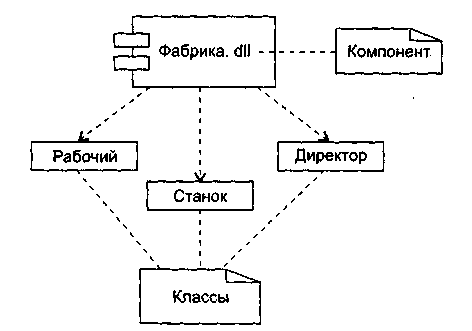 Фабрика. dll
Компонент
Рабочий
Директор
Станок
Классы